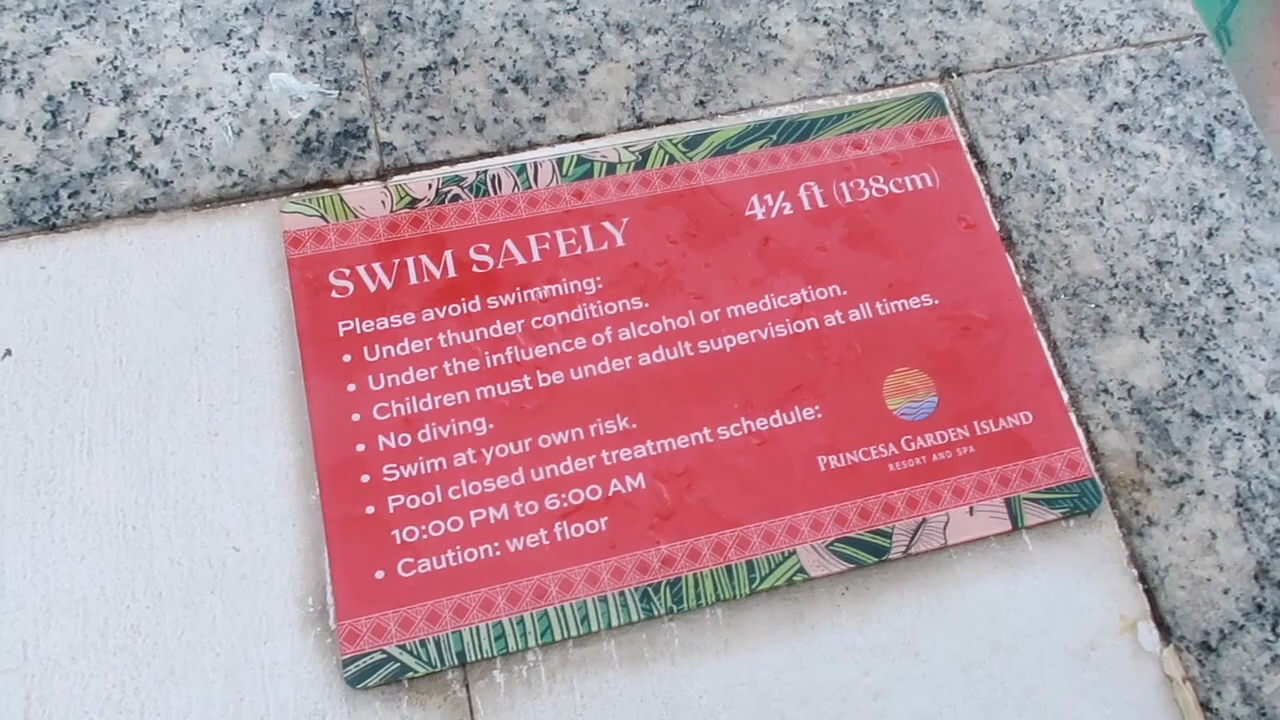 4½ ft (138cm)
SWIM SAFELY
Please avoid swimming:
• Under thunder conditions.
• Under the influence of alcohol or medication.
• Children must be under adult supervision at all times.
• No diving.
• Swim at your own risk.
• Pool closed under treatment schedule:
10:00 PM to 6:00 AM
• Caution: wet floor
PRINCESA GARDEN ISLAND
RESORT AND SPA